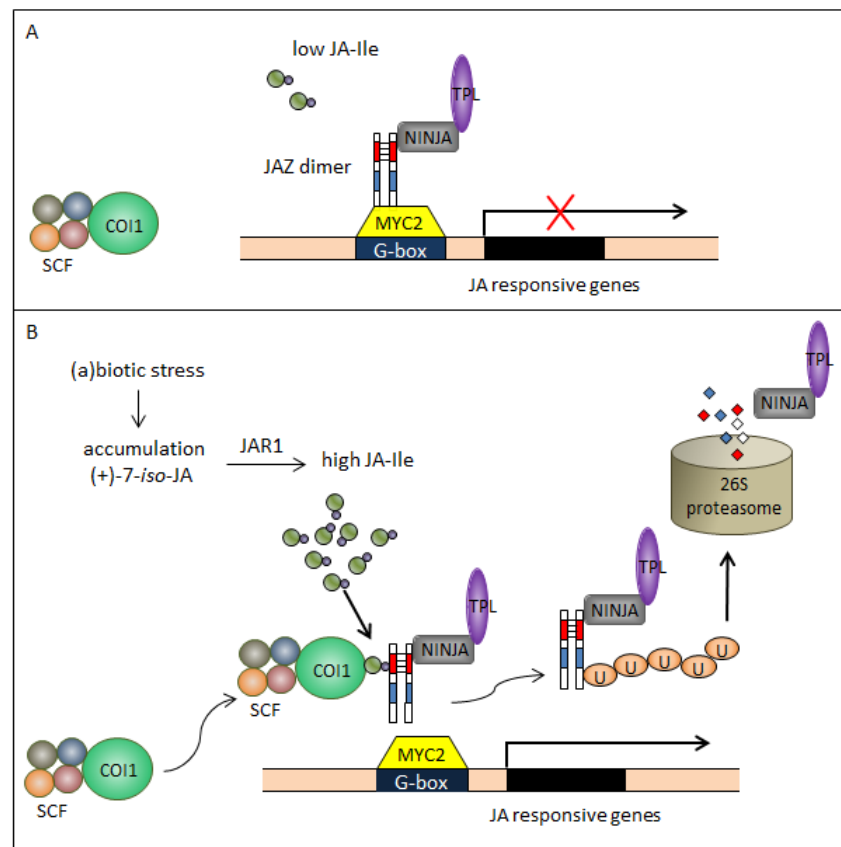 A
low JA-Ile
TPL
NINJA
JAZ dimer
COI1
MYC2
SCF
G-box
JA responsive genes
B
(a)biotic stress
TPL
NINJA
accumulation
(+)-7-iso-JA
JAR1
high JA-Ile
26S
proteasome
TPL
NINJA
TPL
NINJA
COI1
SCF
U
U
U
U
U
COI1
SCF
MYC2
G-box
JA responsive genes